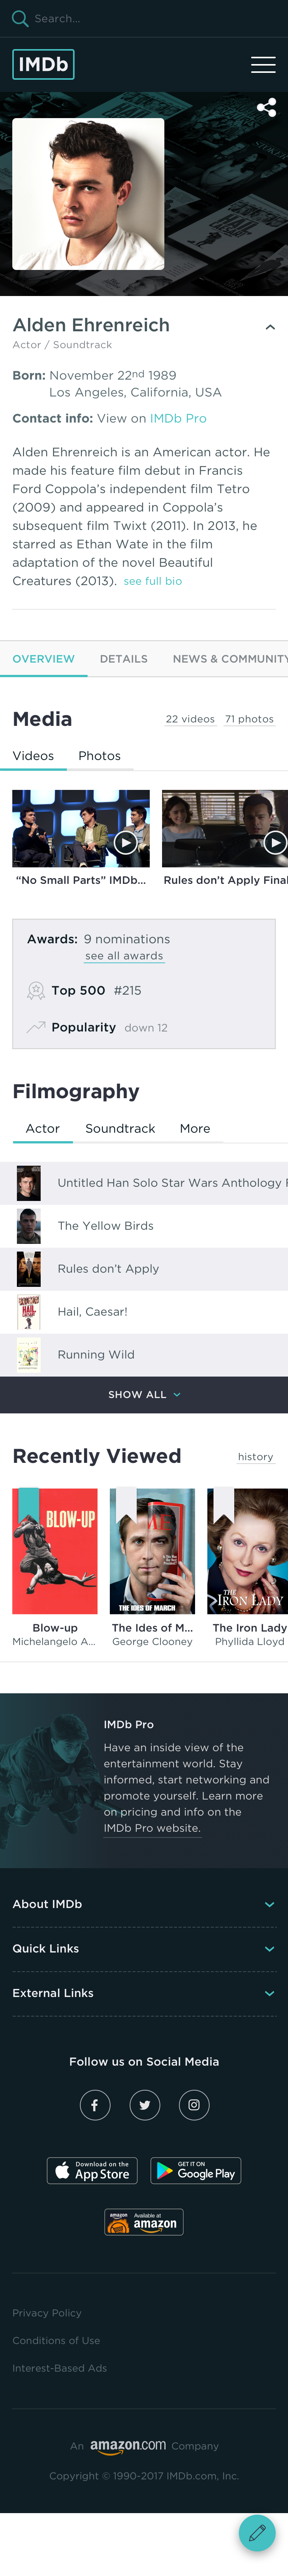 Search...
IMDb
Alden Ehrenreich
Actor / Soundtrack
Born: November 22nd 1989
Los Angeles, California, USA
Contact info: View on IMDb Pro
Alden Ehrenreich is an American actor. He
made his feature film debut in Francis
Ford Coppola's independent film Tetro
(2009) and appeared in Coppola's
subsequent film Twixt (2011). In 2013, he
starred as Ethan Wate in the film
adaptation of the novel Beautiful
Creatures (2013). see full bio
OVERVIEW DETAILS NEWS & COMMUNITY
Media 22 videos 71 photos
Videos Photos
“No Small Parts” IMDb... Rules don't Apply Final
Awards: 9 nominations
see all awards
Top 500 #215
Popularity down 12
Filmography
Actor Soundtrack More
Untitled Han Solo Star Wars Anthology
The Yellow Birds
Rules don't Apply
Hail, Caesar!
Running Wild
SHOW ALL
Recently Viewed history
BLOW-UP
THE IDES OF MARCH
THE IRON LADY
Blow-up The Ides of M... The Iron Lady
Michelangelo A... George Clooney Phyllida Lloyd
IMDb Pro
Have an inside view of the
entertainment world. Stay
informed, start networking and
promote yourself. Learn more
on pricing and info on the
IMDb Pro website.
About IMDb
Quick Links
External Links
Follow us on Social Media
Download on the App Store
GET IT ON Google Play
amazon Available at amazon
Privacy Policy
Conditions of Use
Interest-Based Ads
An amazon.com Company
Copyright © 1990-2017 IMDb.com, Inc.